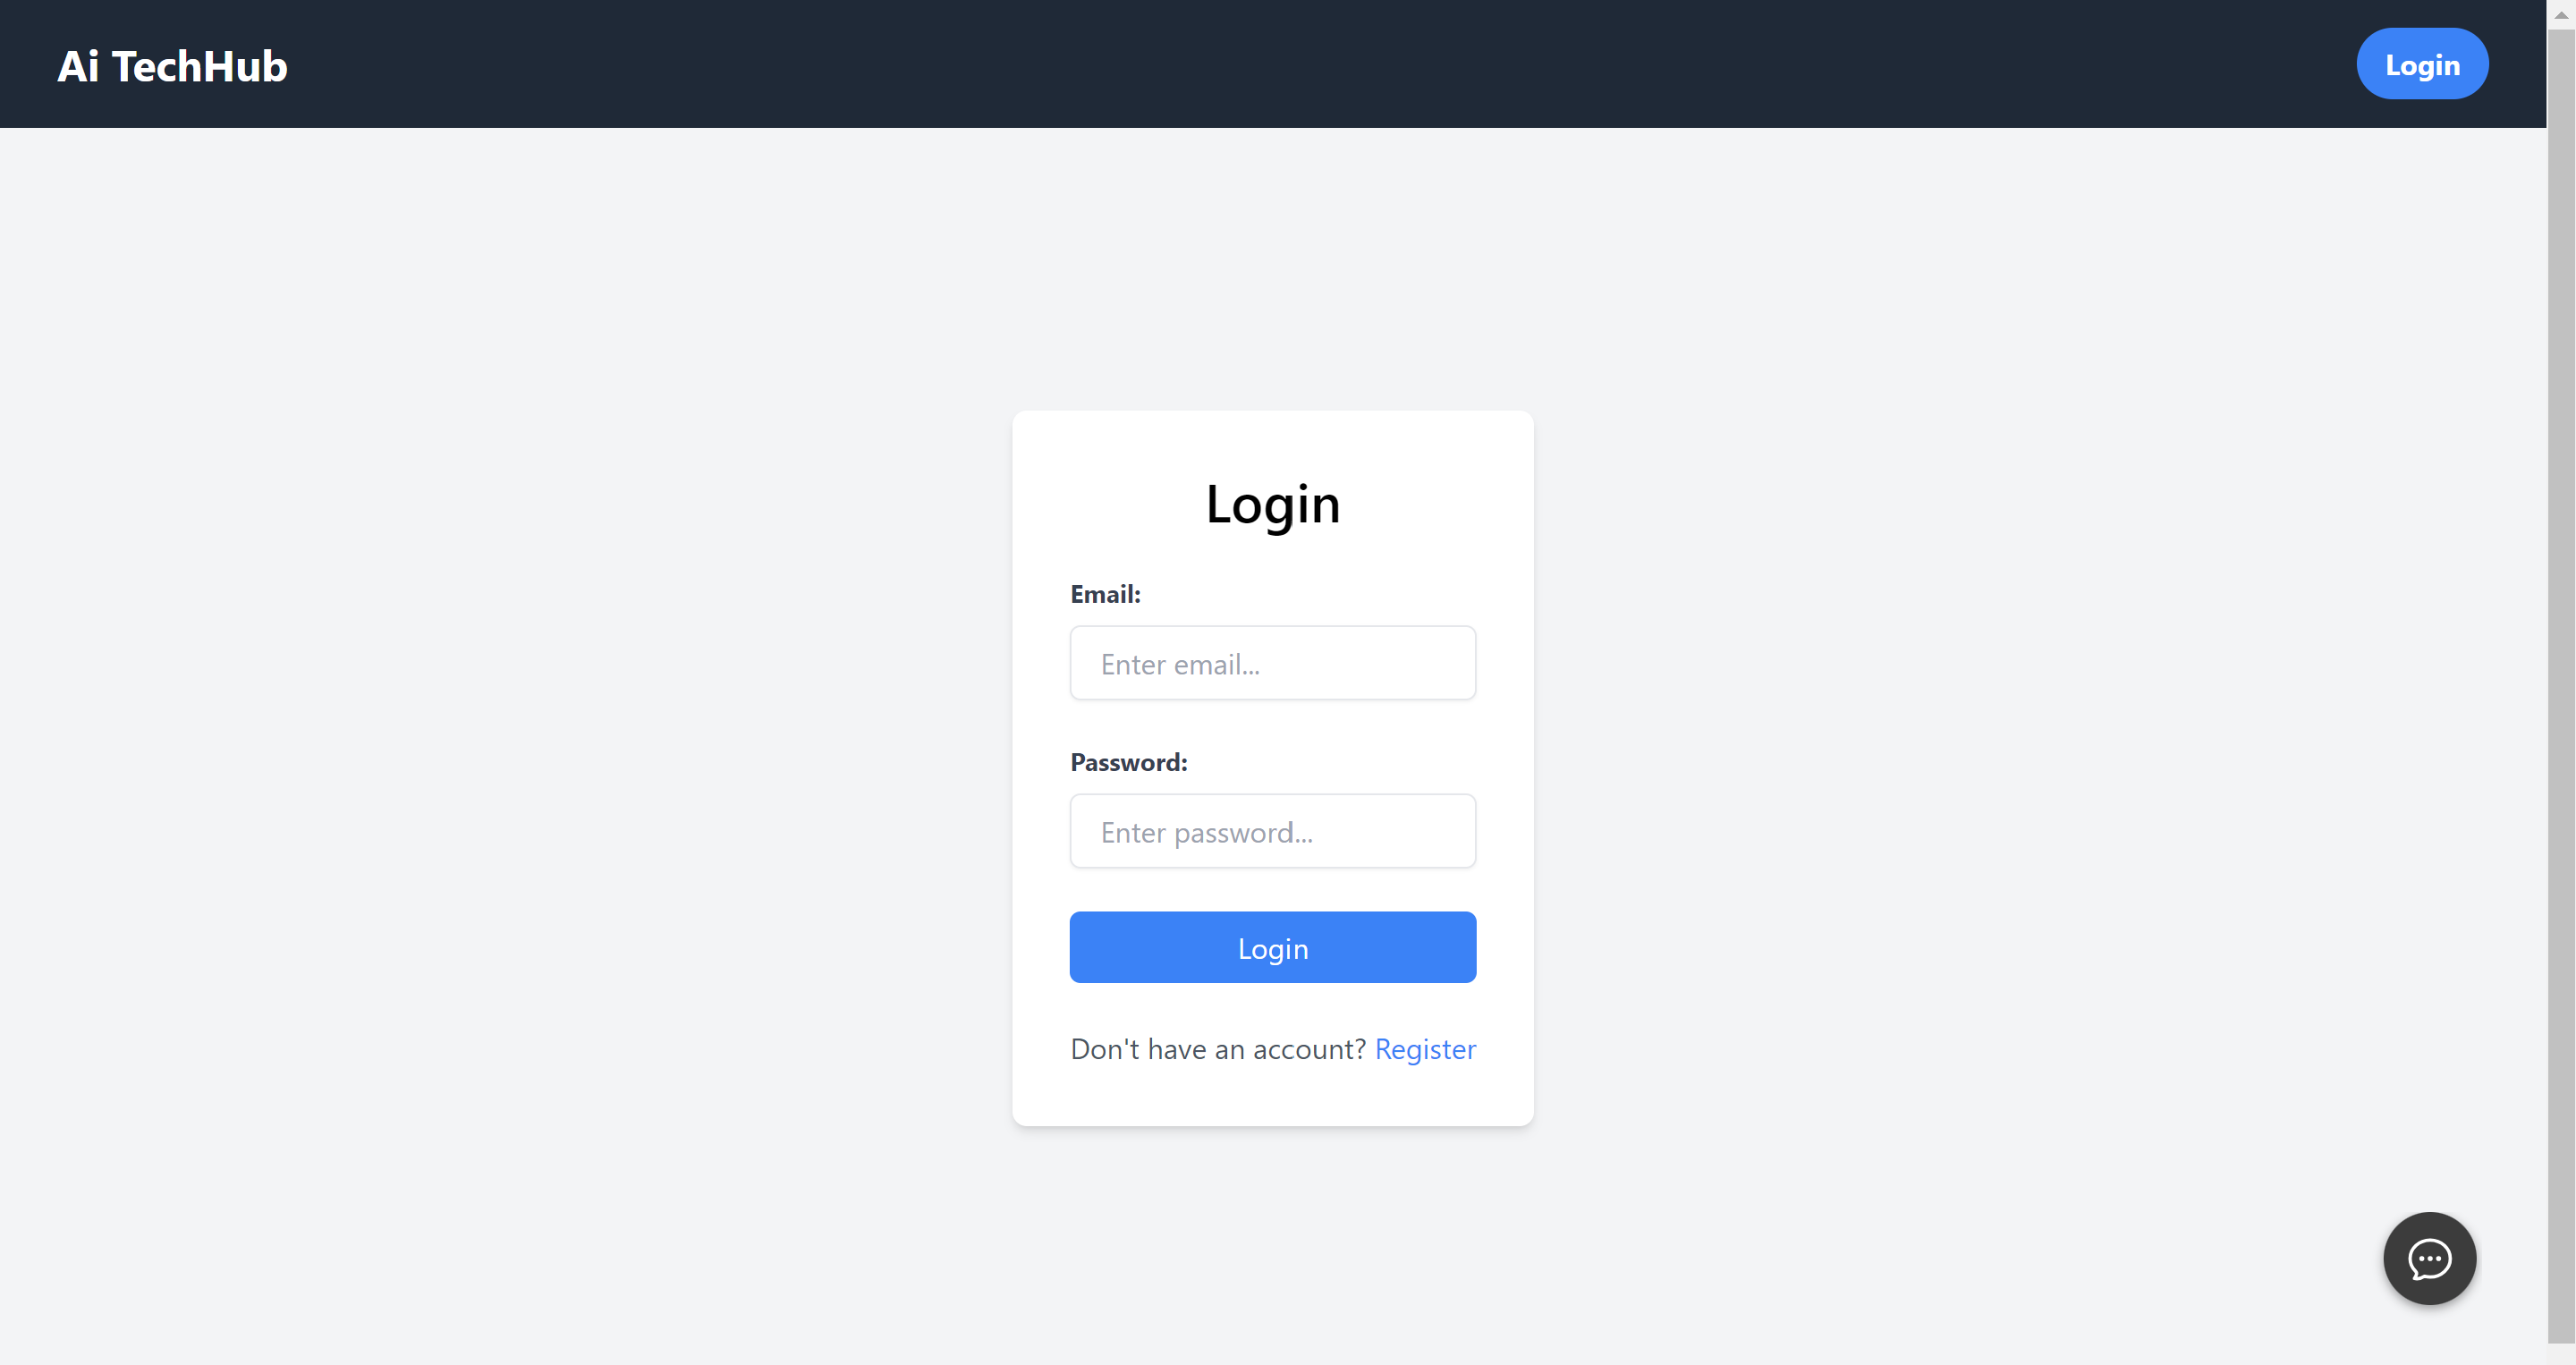 Ai TechHub
Login
Login
Email:
Enter email...
Password:
Enter password...
Login
Don't have an account? Register